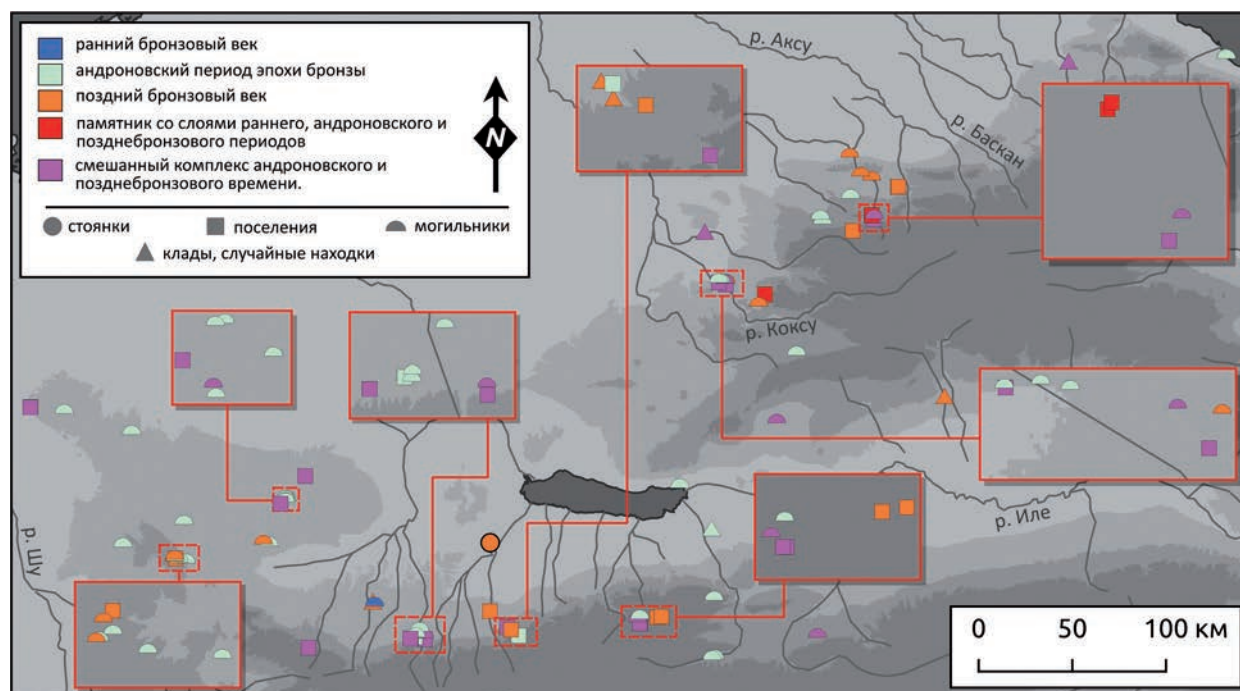 ранний бронзовый век
андроновский период эпохи бронзы
поздний бронзовый век
памятник со слоями раннего, андроновского и
позднебронзового периодов
смешанный комплекс андроновского и
позднебронзового времени.
N
стоянки
поселения
могильники
клады, случайные находки
р. Аксу
р. Баскан
р. Коксу
р. Иле
р. Шу
0 50 100 км